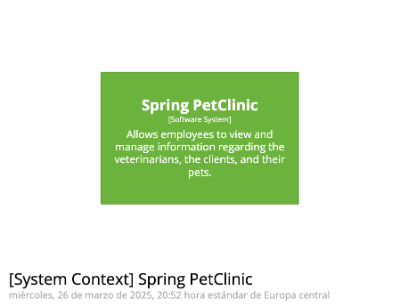 Spring PetClinic
[Software System]
Allows employees to view and
manage information regarding the
veterinarians, the clients, and their
pets.
[System Context] Spring PetClinic
miércoles, 26 de marzo de 2025, 20:52 hora estándar de Europa central